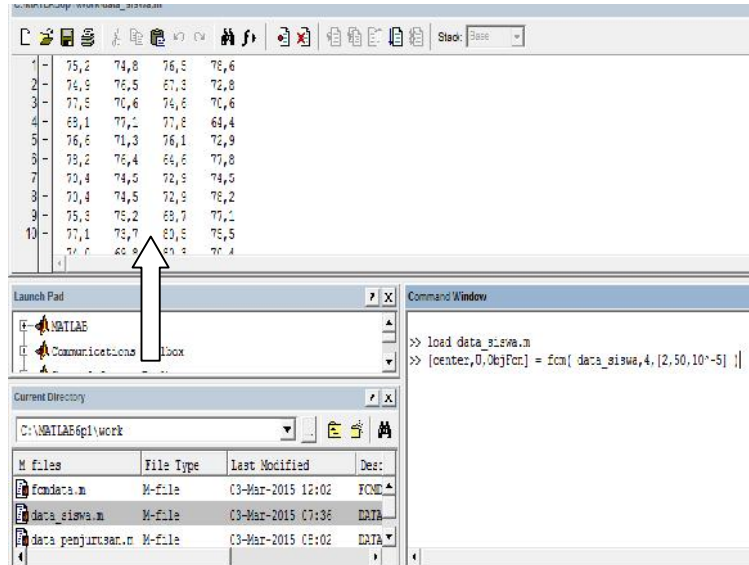 Stack: Base
1 - 75,2 74,8 76,5 78,6
2 - 74,9 76,5 67,3 72,8
3 - 77,5 70,6 74,6 70,6
4 - 68,1 77,1 77,8 64,4
5 - 76,6 71,3 76,1 72,9
6 - 78,2 76,4 64,6 77,8
7 - 70,4 74,5 72,9 74,5
8 - 70,4 74,5 72,9 78,2
9 - 75,3 75,2 68,7 77,1
10 - 77,1 73,7 80,5 75,5
Launch Pad
MATLAB
Communications
Current Directory
C:\MATLAB6p1\work
M files File Type Last Modified Desc
fcmdata.m M-file 03-Mar-2015 12:02 FCMD
data_siswa.m M-file 03-Mar-2015 07:36 DATA
data_penjurusan.m M-file 03-Mar-2015 08:02 DATA
Command Window
>> load data_siswa.m
>> [center,U,ObjFcn] = fcm( data_siswa,4,[2,50,10^-5] )